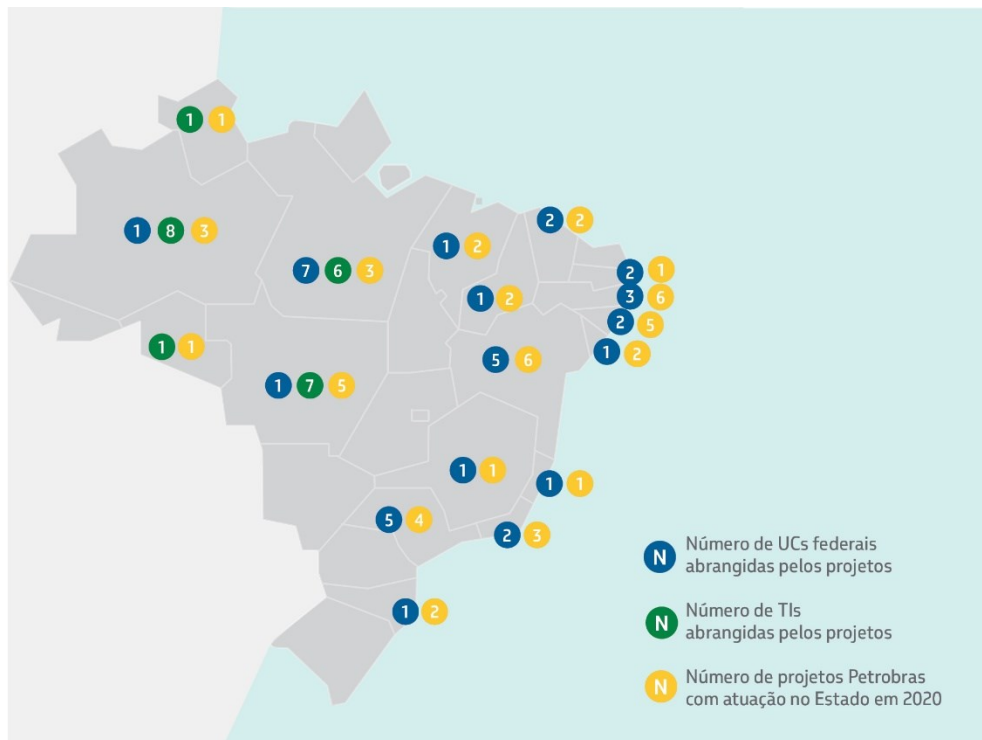 1 1
1 8 3
2 2
1 2
7 6 3
2 1
1 2
3 6
2 5
1 1
5 6
1 2
1 7 5
1 1
1 1
5 4
2 3
N Número de UCs federais
abrangidas pelos projetos
1 2
N Número de TIs
abrangidas pelos projetos
N Número de projetos Petrobras
com atuação no Estado em 2020